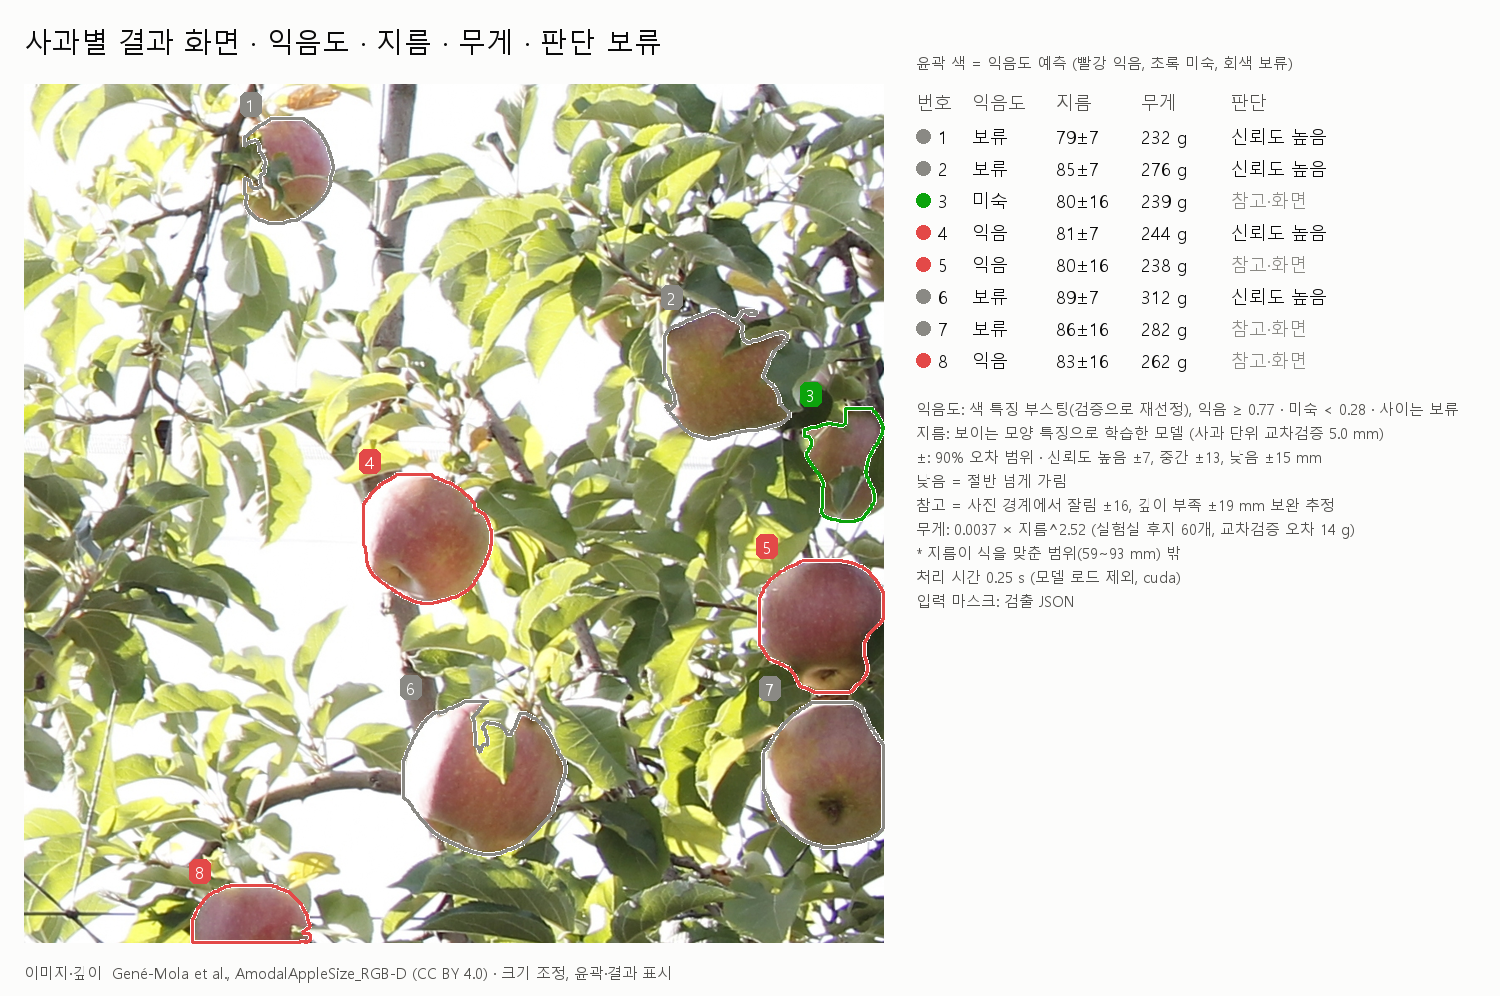 사과별 결과 화면 · 익음도 · 지름 · 무게 · 판단 보류
윤곽 색 = 익음도 예측 (빨강 익음, 초록 미숙, 회색 보류)
번호 익음도 지름 무게 판단
1 보류 79±7 232 g 신뢰도 높음
2 보류 85±7 276 g 신뢰도 높음
3 미숙 80±16 239 g 참고·화면
4 익음 81±7 244 g 신뢰도 높음
5 익음 80±16 238 g 참고·화면
6 보류 89±7 312 g 신뢰도 높음
7 보류 86±16 282 g 참고·화면
8 익음 83±16 262 g 참고·화면
익음도: 색 특징 부스팅(검증으로 재선정), 익음 ≥ 0.77 · 미숙 < 0.28 · 사이는 보류
지름: 보이는 모양 특징으로 학습한 모델 (사과 단위 교차검증 5.0 mm)
±: 90% 오차 범위 · 신뢰도 높음 ±7, 중간 ±13, 낮음 ±15 mm
낮음 = 절반 넘게 가림
참고 = 사진 경계에서 잘림 ±16, 깊이 부족 ±19 mm 보완 추정
무게: 0.0037 × 지름^2.52 (실험실 후지 60개, 교차검증 오차 14 g)
* 지름이 식을 맞춘 범위(59~93 mm) 밖
처리 시간 0.25 s (모델 로드 제외, cuda)
입력 마스크: 검출 JSON
1
2
3
4
5
6
7
8
이미지·깊이 Gené-Mola et al., AmodalAppleSize_RGB-D (CC BY 4.0) · 크기 조정, 윤곽·결과 표시